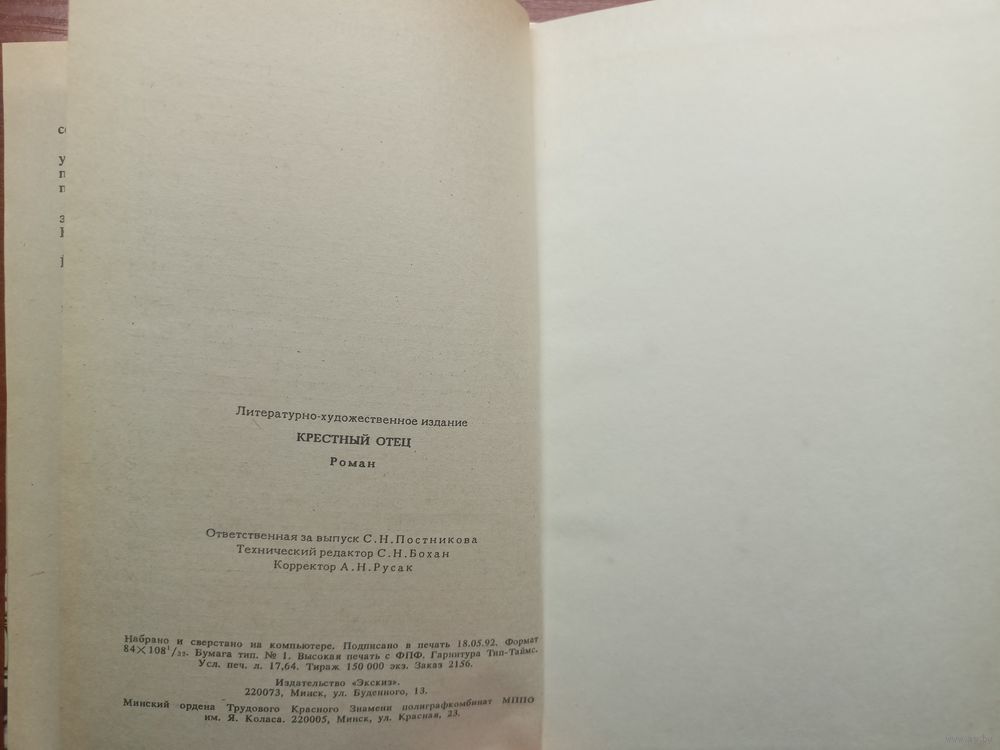 Литературно-художественное издание
КРЕСТНЫЙ ОТЕЦ
Роман
Ответственная за выпуск С.Н.Постникова
Технический редактор С.Н.Бохан
Корректор А.Н.Русак
Набрано и сверстано на компьютере. Подписано в печать 18.05.92. Формат
84×108¹/₃₂. Бумага тип. № 1. Высокая печать с ФПФ. Гарнитура Тип-Таймс.
Усл. печ. л. 17,64. Тираж 150 000 экз. Заказ 2156.
Издательство «Экскиз».
220073, Минск, ул. Буденного, 13.
Минский ордена Трудового Красного Знамени полиграфкомбинат МППО
им. Я. Коласа. 220005, Минск, ул. Красная, 23.